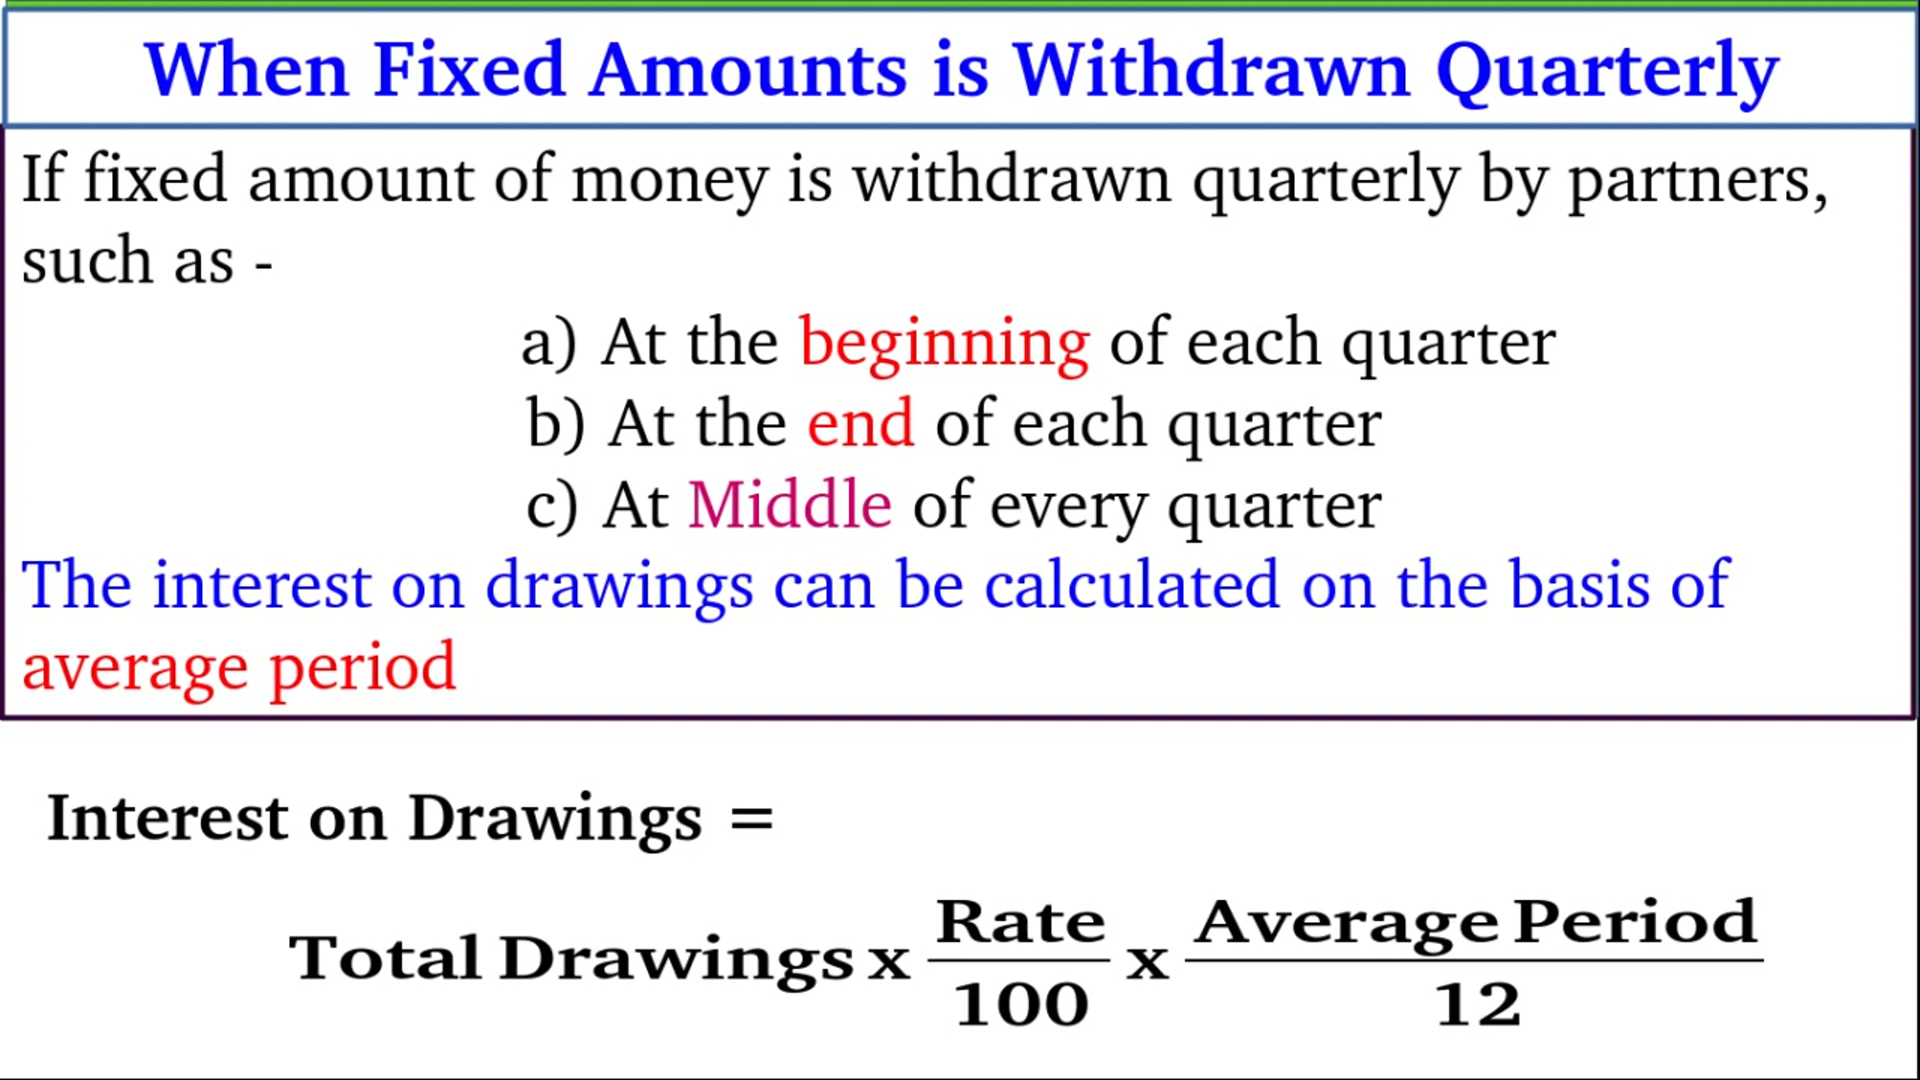 When Fixed Amounts is Withdrawn Quarterly
If fixed amount of money is withdrawn quarterly by partners,
such as -
a) At the beginning of each quarter
b) At the end of each quarter
c) At Middle of every quarter
The interest on drawings can be calculated on the basis of
average period
Interest on Drawings =
Total Drawings x Rate/100 x Average Period/12